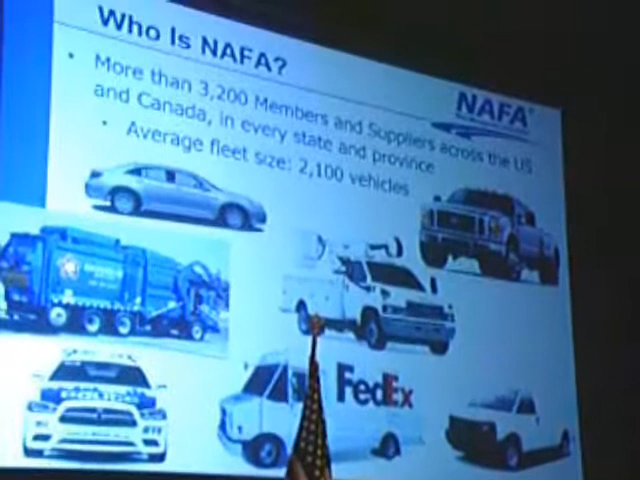 Who Is NAFA?
• More than 3,200 Members and Suppliers across the US
and Canada, in every state and province
• Average fleet size: 2,100 vehicles
NAFA
FedEx